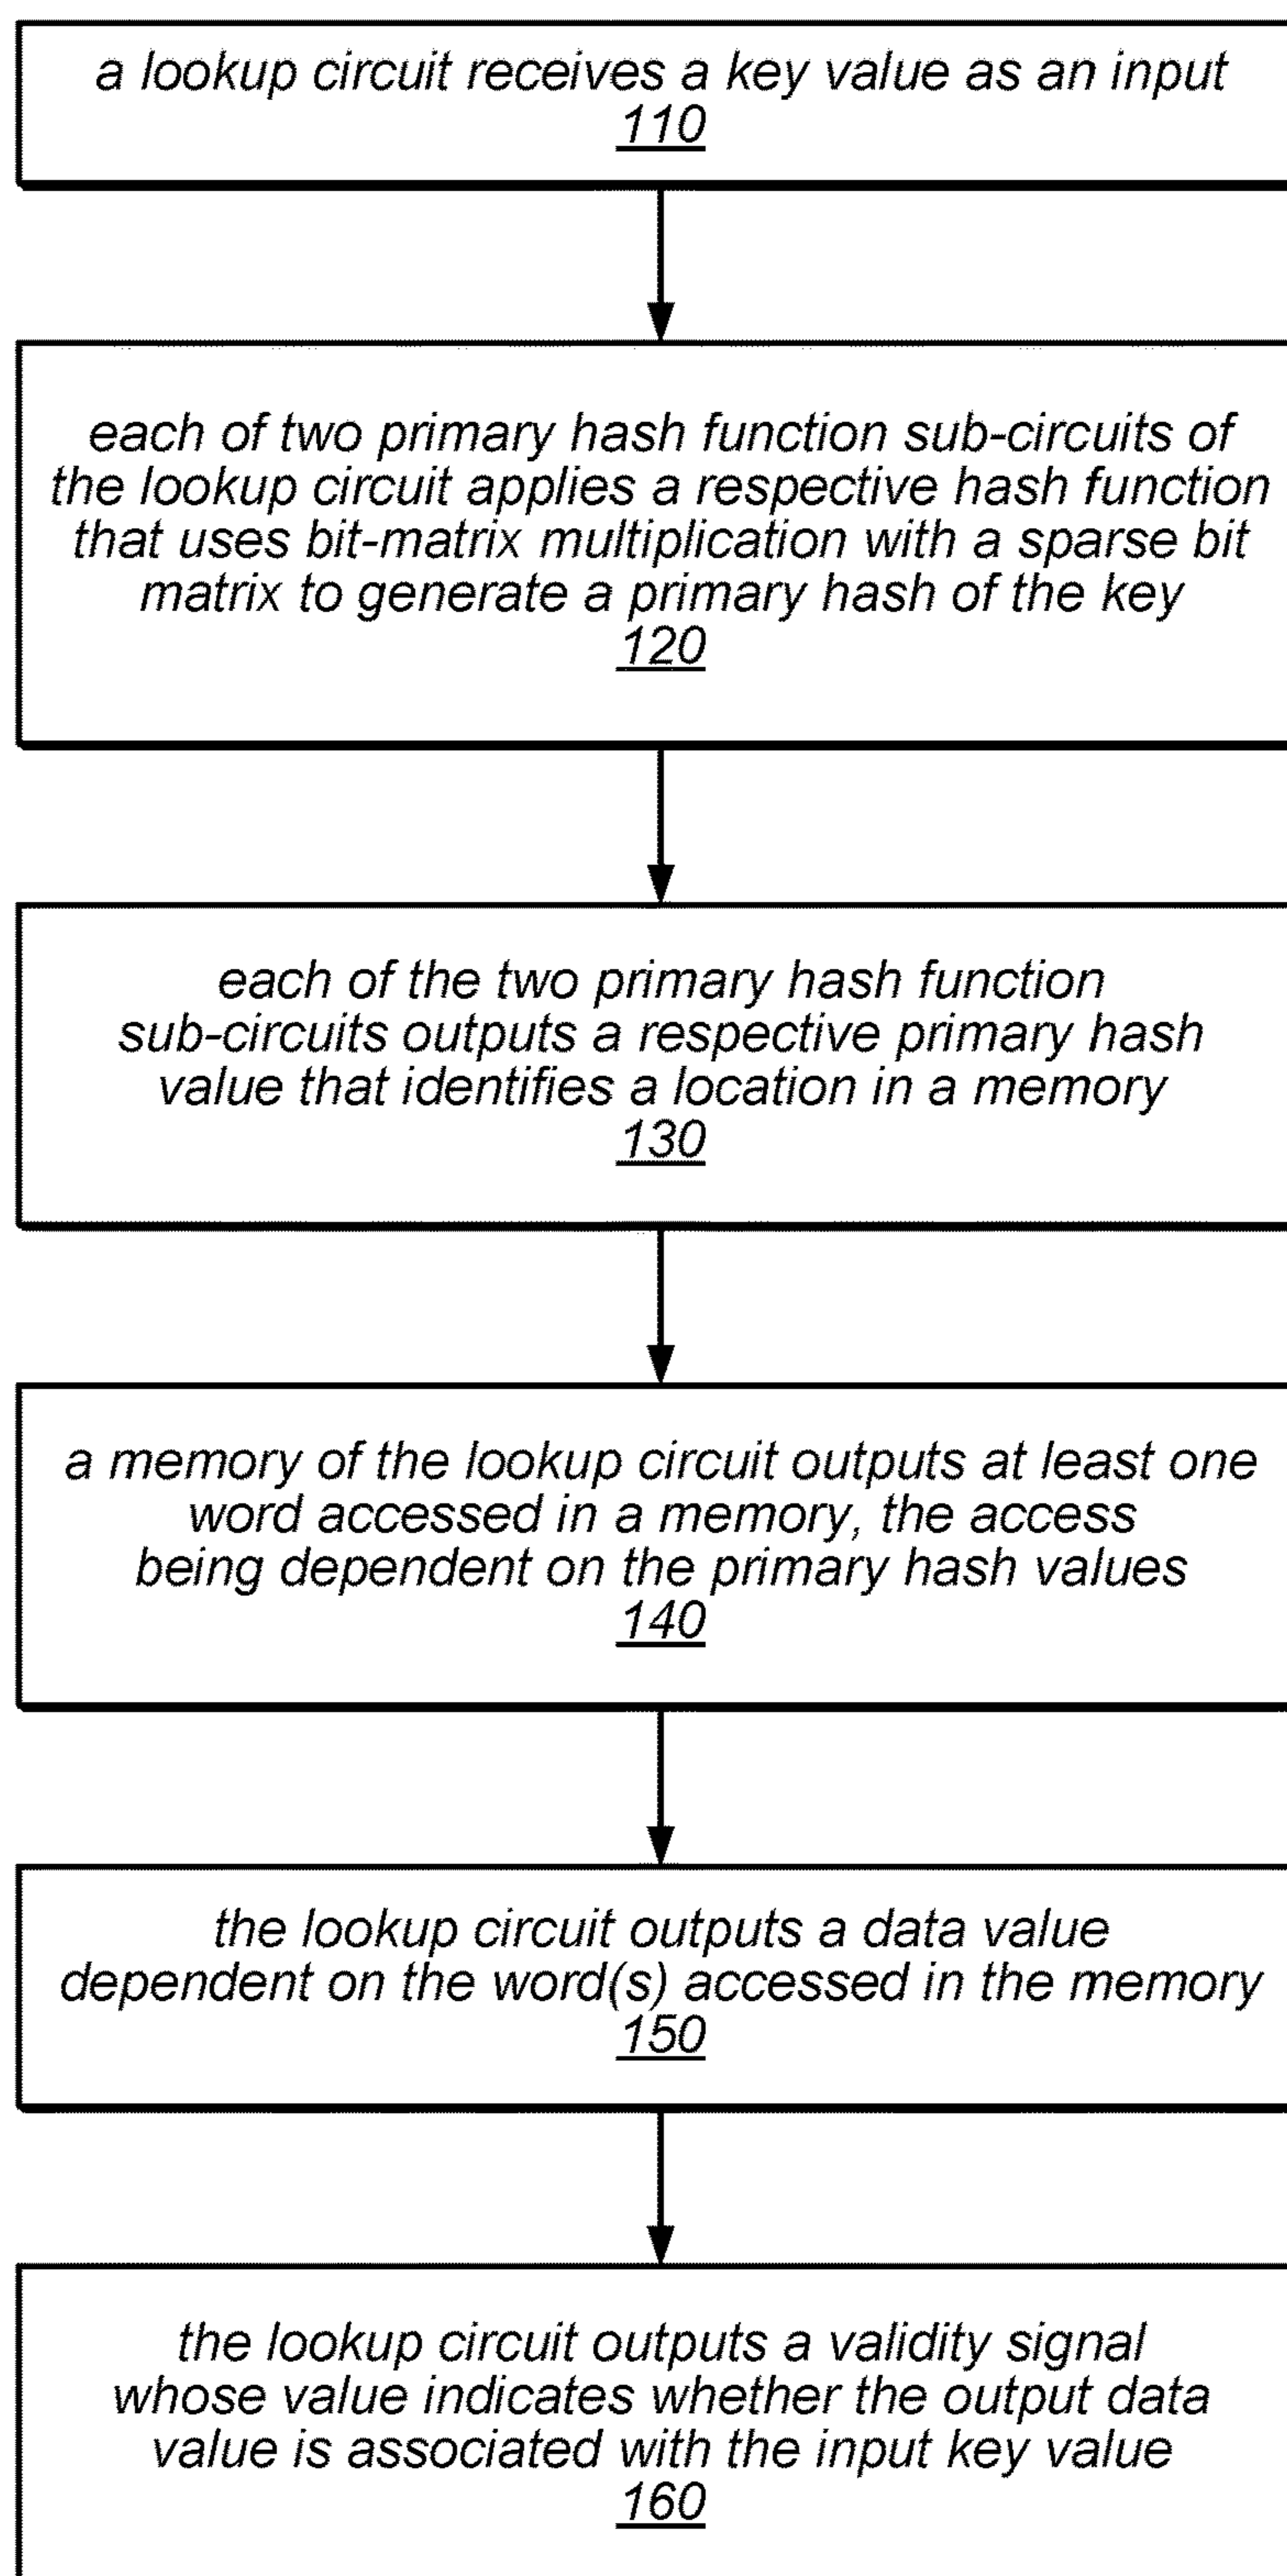 a lookup circuit receives a key value as an input
110
each of two primary hash function sub-circuits of
the lookup circuit applies a respective hash function
that uses bit-matrix multiplication with a sparse bit
matrix to generate a primary hash of the key
120
each of the two primary hash function
sub-circuits outputs a respective primary hash
value that identifies a location in a memory
130
a memory of the lookup circuit outputs at least one
word accessed in a memory, the access
being dependent on the primary hash values
140
the lookup circuit outputs a data value
dependent on the word(s) accessed in the memory
150
the lookup circuit outputs a validity signal
whose value indicates whether the output data
value is associated with the input key value
160